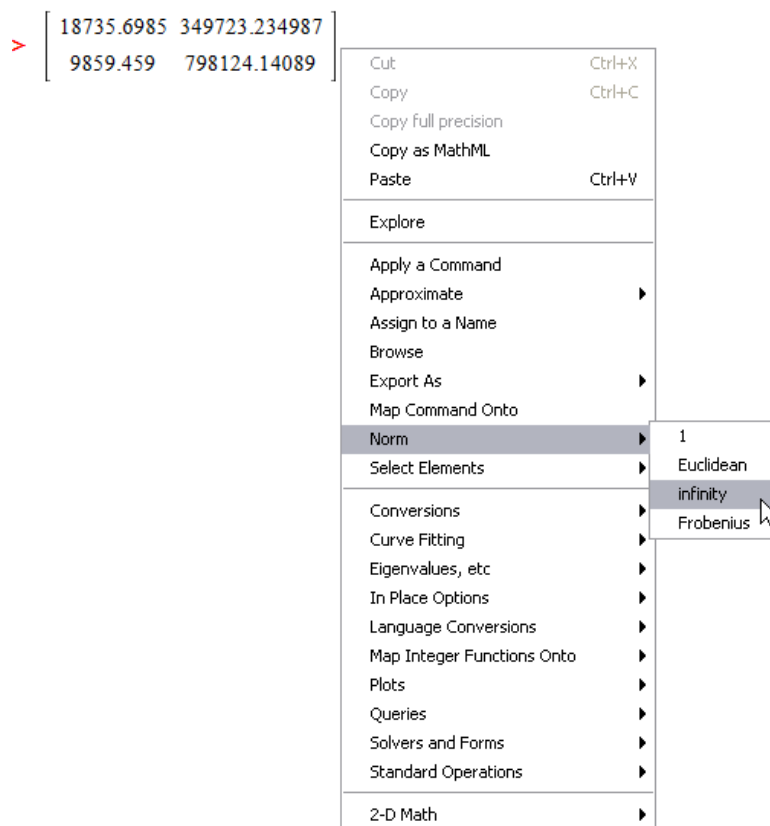 > 18735.6985 349723.234987
9859.459 798124.14089
Cut Ctrl+X
Copy Ctrl+C
Copy full precision
Copy as MathML
Paste Ctrl+V
Explore
Apply a Command
Approximate
Assign to a Name
Browse
Export As
Map Command Onto
Norm
1
Select Elements
Euclidean
infinity
Frobenius
Conversions
Curve Fitting
Eigenvalues, etc
In Place Options
Language Conversions
Map Integer Functions Onto
Plots
Queries
Solvers and Forms
Standard Operations
2-D Math